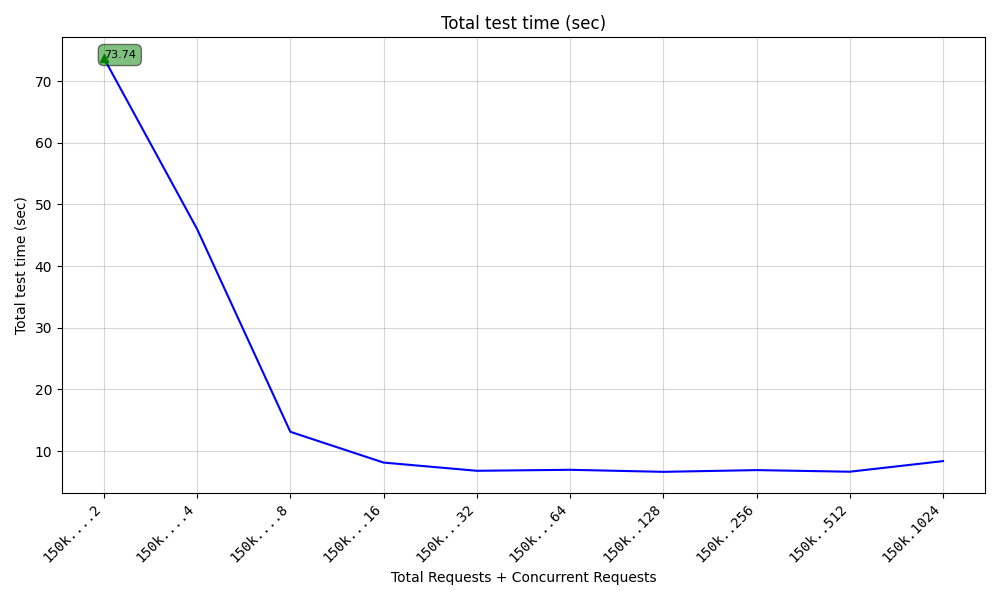 Total test time (sec)
73.74
Total test time (sec)
70
60
50
40
30
20
10
150k....2
150k....4
150k....8
150k...16
150k...32
150k...64
150k..128
150k..256
150k..512
150k.1024
Total Requests + Concurrent Requests